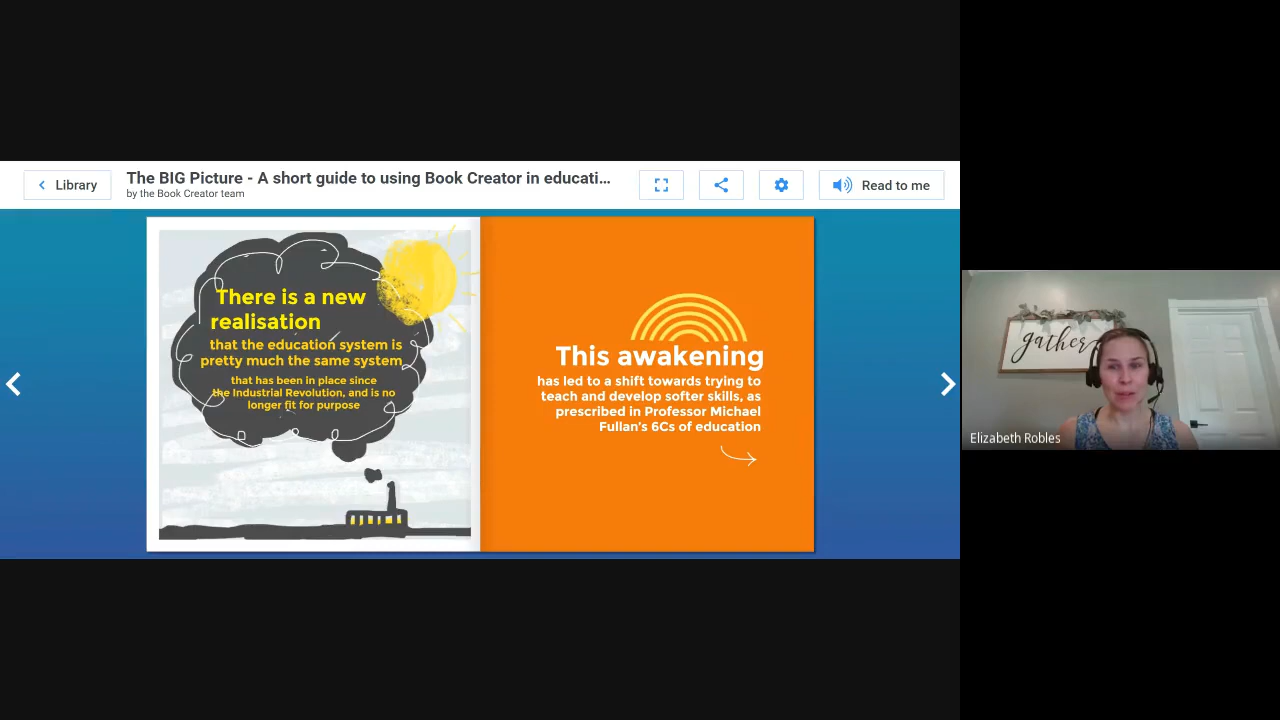 Library
The BIG Picture - A short guide to using Book Creator in educati...
by the Book Creator team
Read to me
There is a new
realisation
that the education system is
pretty much the same system
that has been in place since
the Industrial Revolution, and is no
longer fit for purpose
This awakening
has led to a shift towards trying to
teach and develop softer skills, as
prescribed in Professor Michael
Fullan's 6Cs of education
gather
Elizabeth Robles